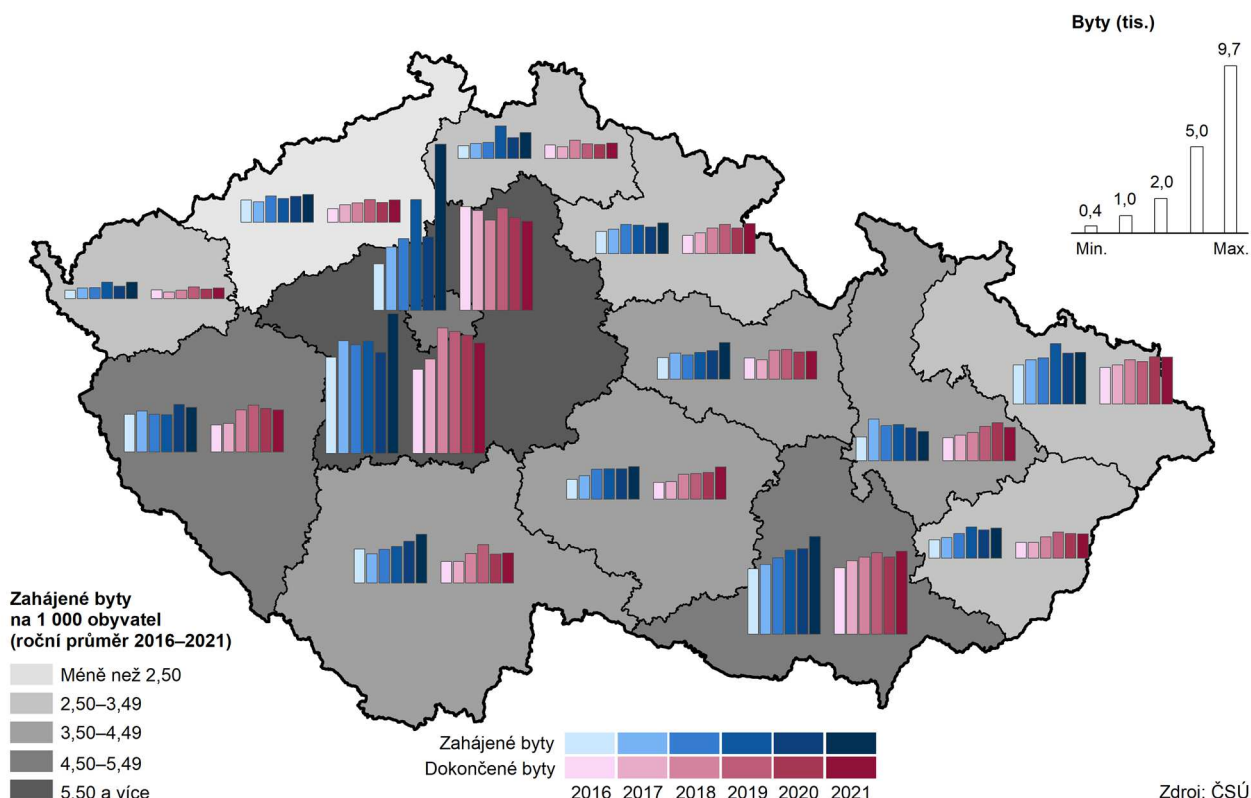 Byty (tis.)
9,7
5,0
2,0
1,0
0,4
Min.
Max.
Zahájené byty
na 1 000 obyvatel
(roční průměr 2016–2021)
Méně než 2,50
2,50–3,49
3,50–4,49
4,50–5,49
5,50 a více
Zahájené byty
Dokončené byty
2016 2017 2018 2019 2020 2021
Zdroj: ČSÚ